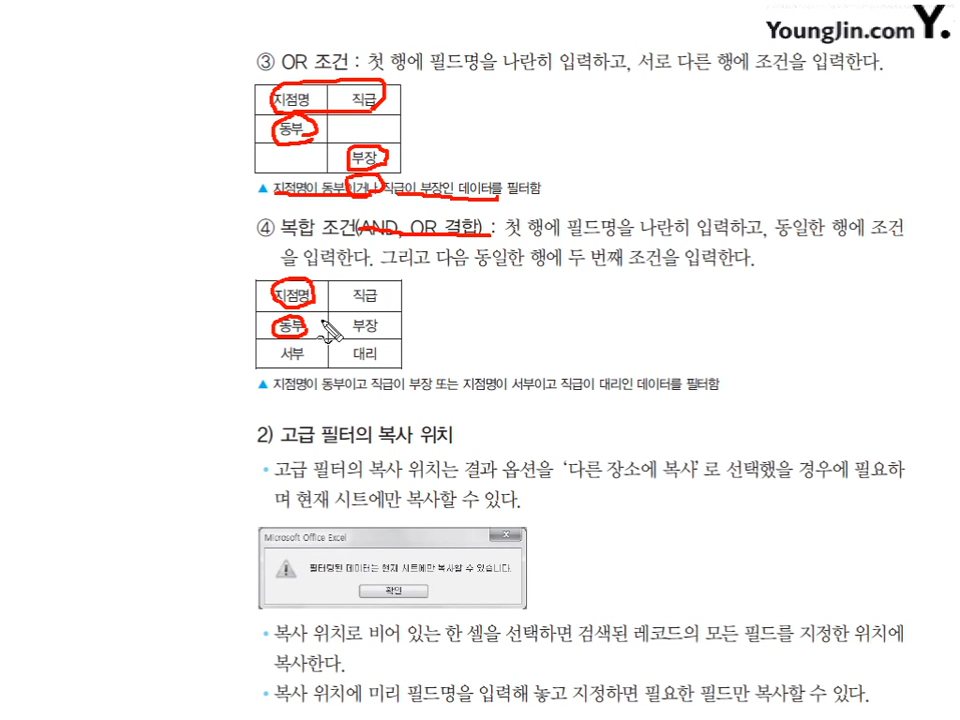 YoungJin.com Y.
③ OR 조건 : 첫 행에 필드명을 나란히 입력하고, 서로 다른 행에 조건을 입력한다.
지점명 직급
동부
부장
▲ 지점명이 동부이거나 직급이 부장인 데이터를 필터함
④ 복합 조건(AND, OR 결합) : 첫 행에 필드명을 나란히 입력하고, 동일한 행에 조건
을 입력한다. 그리고 다음 동일한 행에 두 번째 조건을 입력한다.
지점명 직급
동부 부장
서부 대리
▲ 지점명이 동부이고 직급이 부장 또는 지점명이 서부이고 직급이 대리인 데이터를 필터함
2) 고급 필터의 복사 위치
• 고급 필터의 복사 위치는 결과 옵션을 ‘다른 장소에 복사’로 선택했을 경우에 필요하
며 현재 시트에만 복사할 수 있다.
Microsoft Office Excel
필터링된 데이터는 현재 시트에만 복사할 수 있습니다.
확인
• 복사 위치로 비어 있는 한 셀을 선택하면 검색된 레코드의 모든 필드를 지정한 위치에
복사한다.
• 복사 위치에 미리 필드명을 입력해 놓고 지정하면 필요한 필드만 복사할 수 있다.